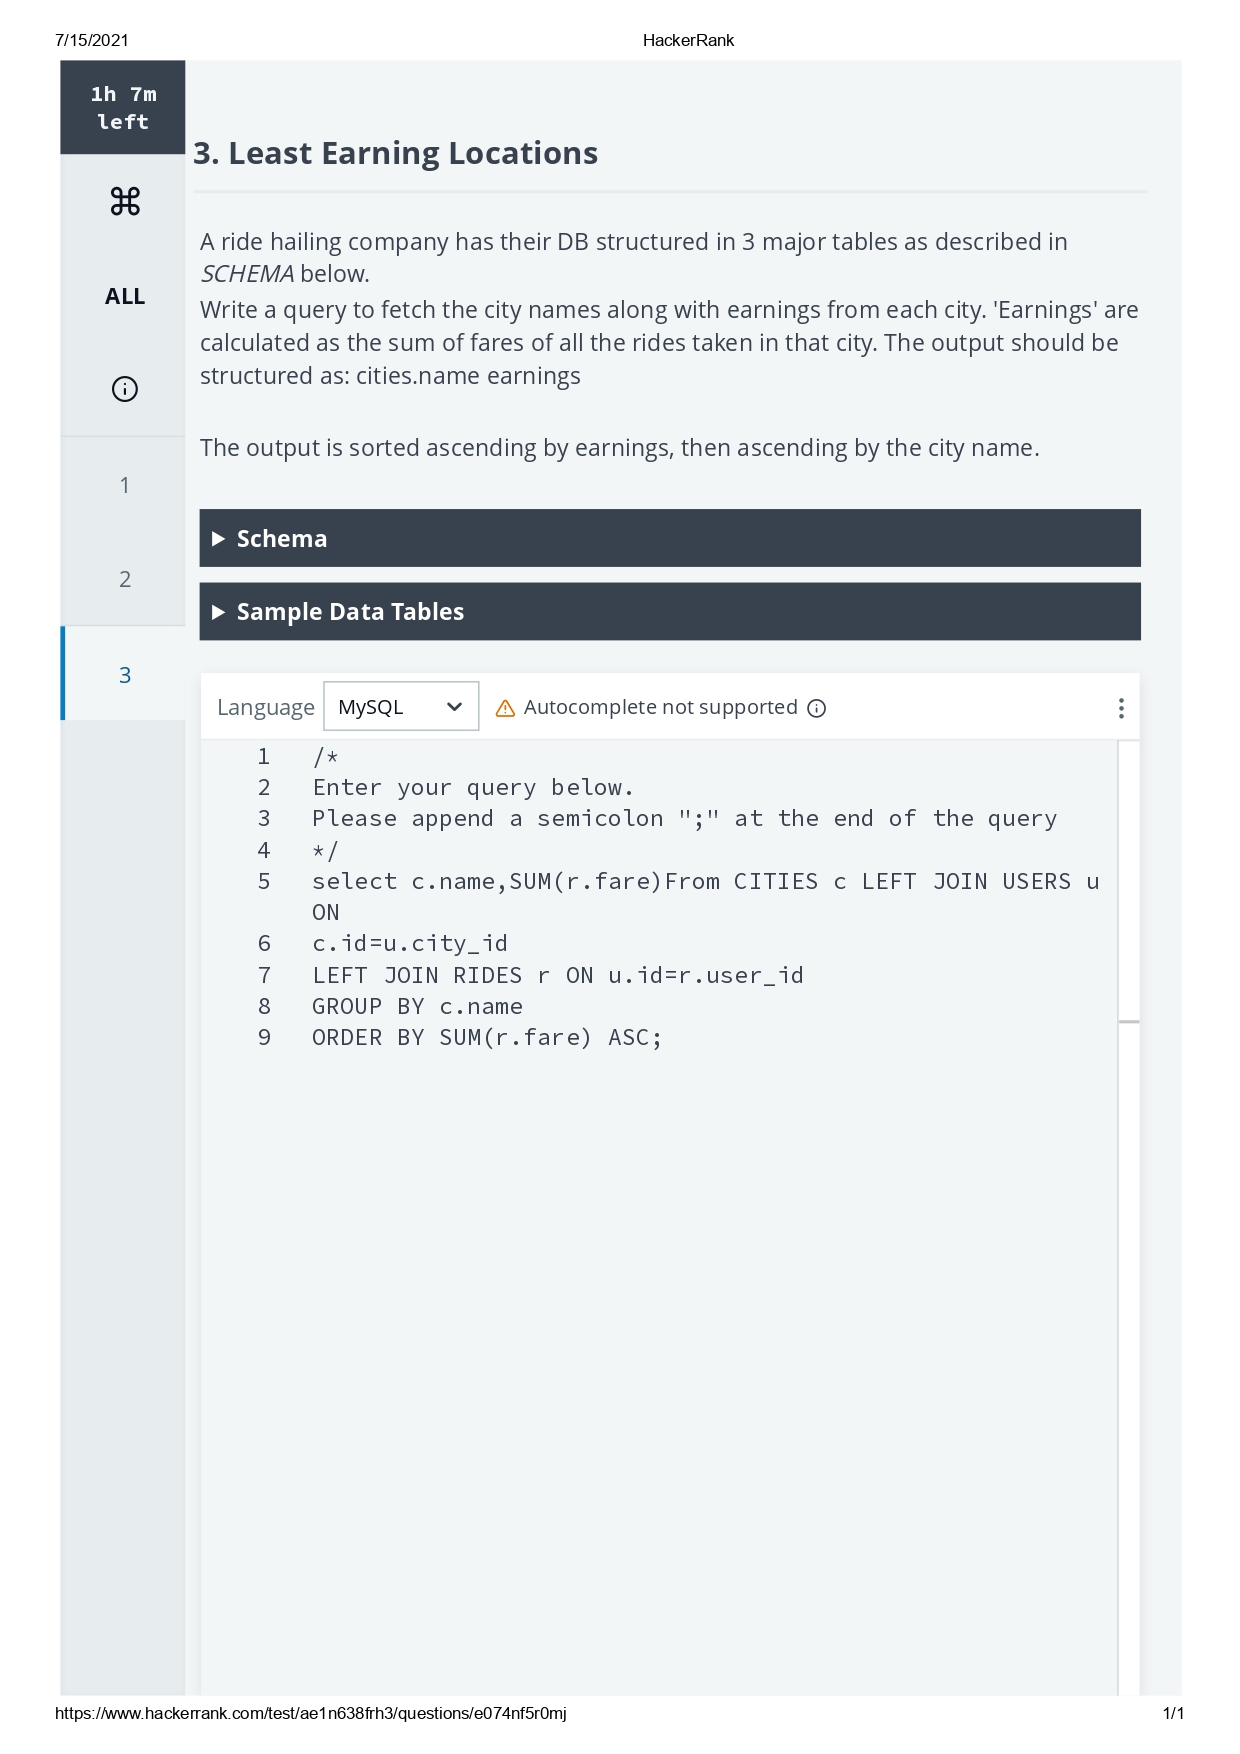 7/15/2021
HackerRank
1h 7m
left
ALL
1
2
3
3. Least Earning Locations
A ride hailing company has their DB structured in 3 major tables as described in
SCHEMA below.
Write a query to fetch the city names along with earnings from each city. 'Earnings' are
calculated as the sum of fares of all the rides taken in that city. The output should be
structured as: cities.name earnings
The output is sorted ascending by earnings, then ascending by the city name.
Schema
Sample Data Tables
Language MySQL Autocomplete not supported
1 /*
2 Enter your query below.
3 Please append a semicolon ";" at the end of the query
4 */
5 select c.name,SUM(r.fare)From CITIES c LEFT JOIN USERS u
ON
6 c.id=u.city_id
7 LEFT JOIN RIDES r ON u.id=r.user_id
8 GROUP BY c.name
9 ORDER BY SUM(r.fare) ASC;
https://www.hackerrank.com/test/ae1n638frh3/questions/e074nf5r0mj
1/1